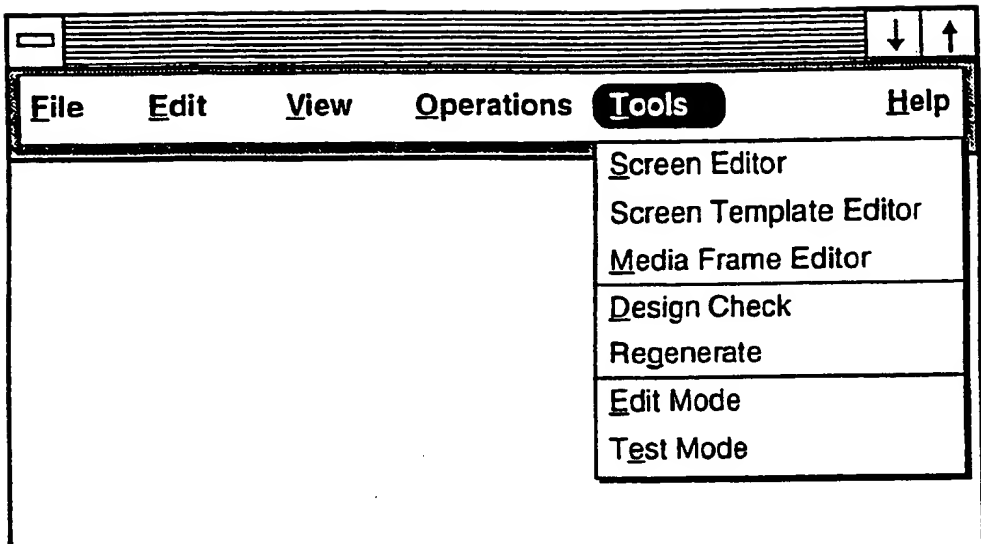 File Edit View Operations Tools Help
Screen Editor
Screen Template Editor
Media Frame Editor
Design Check
Regenerate
Edit Mode
Test Mode